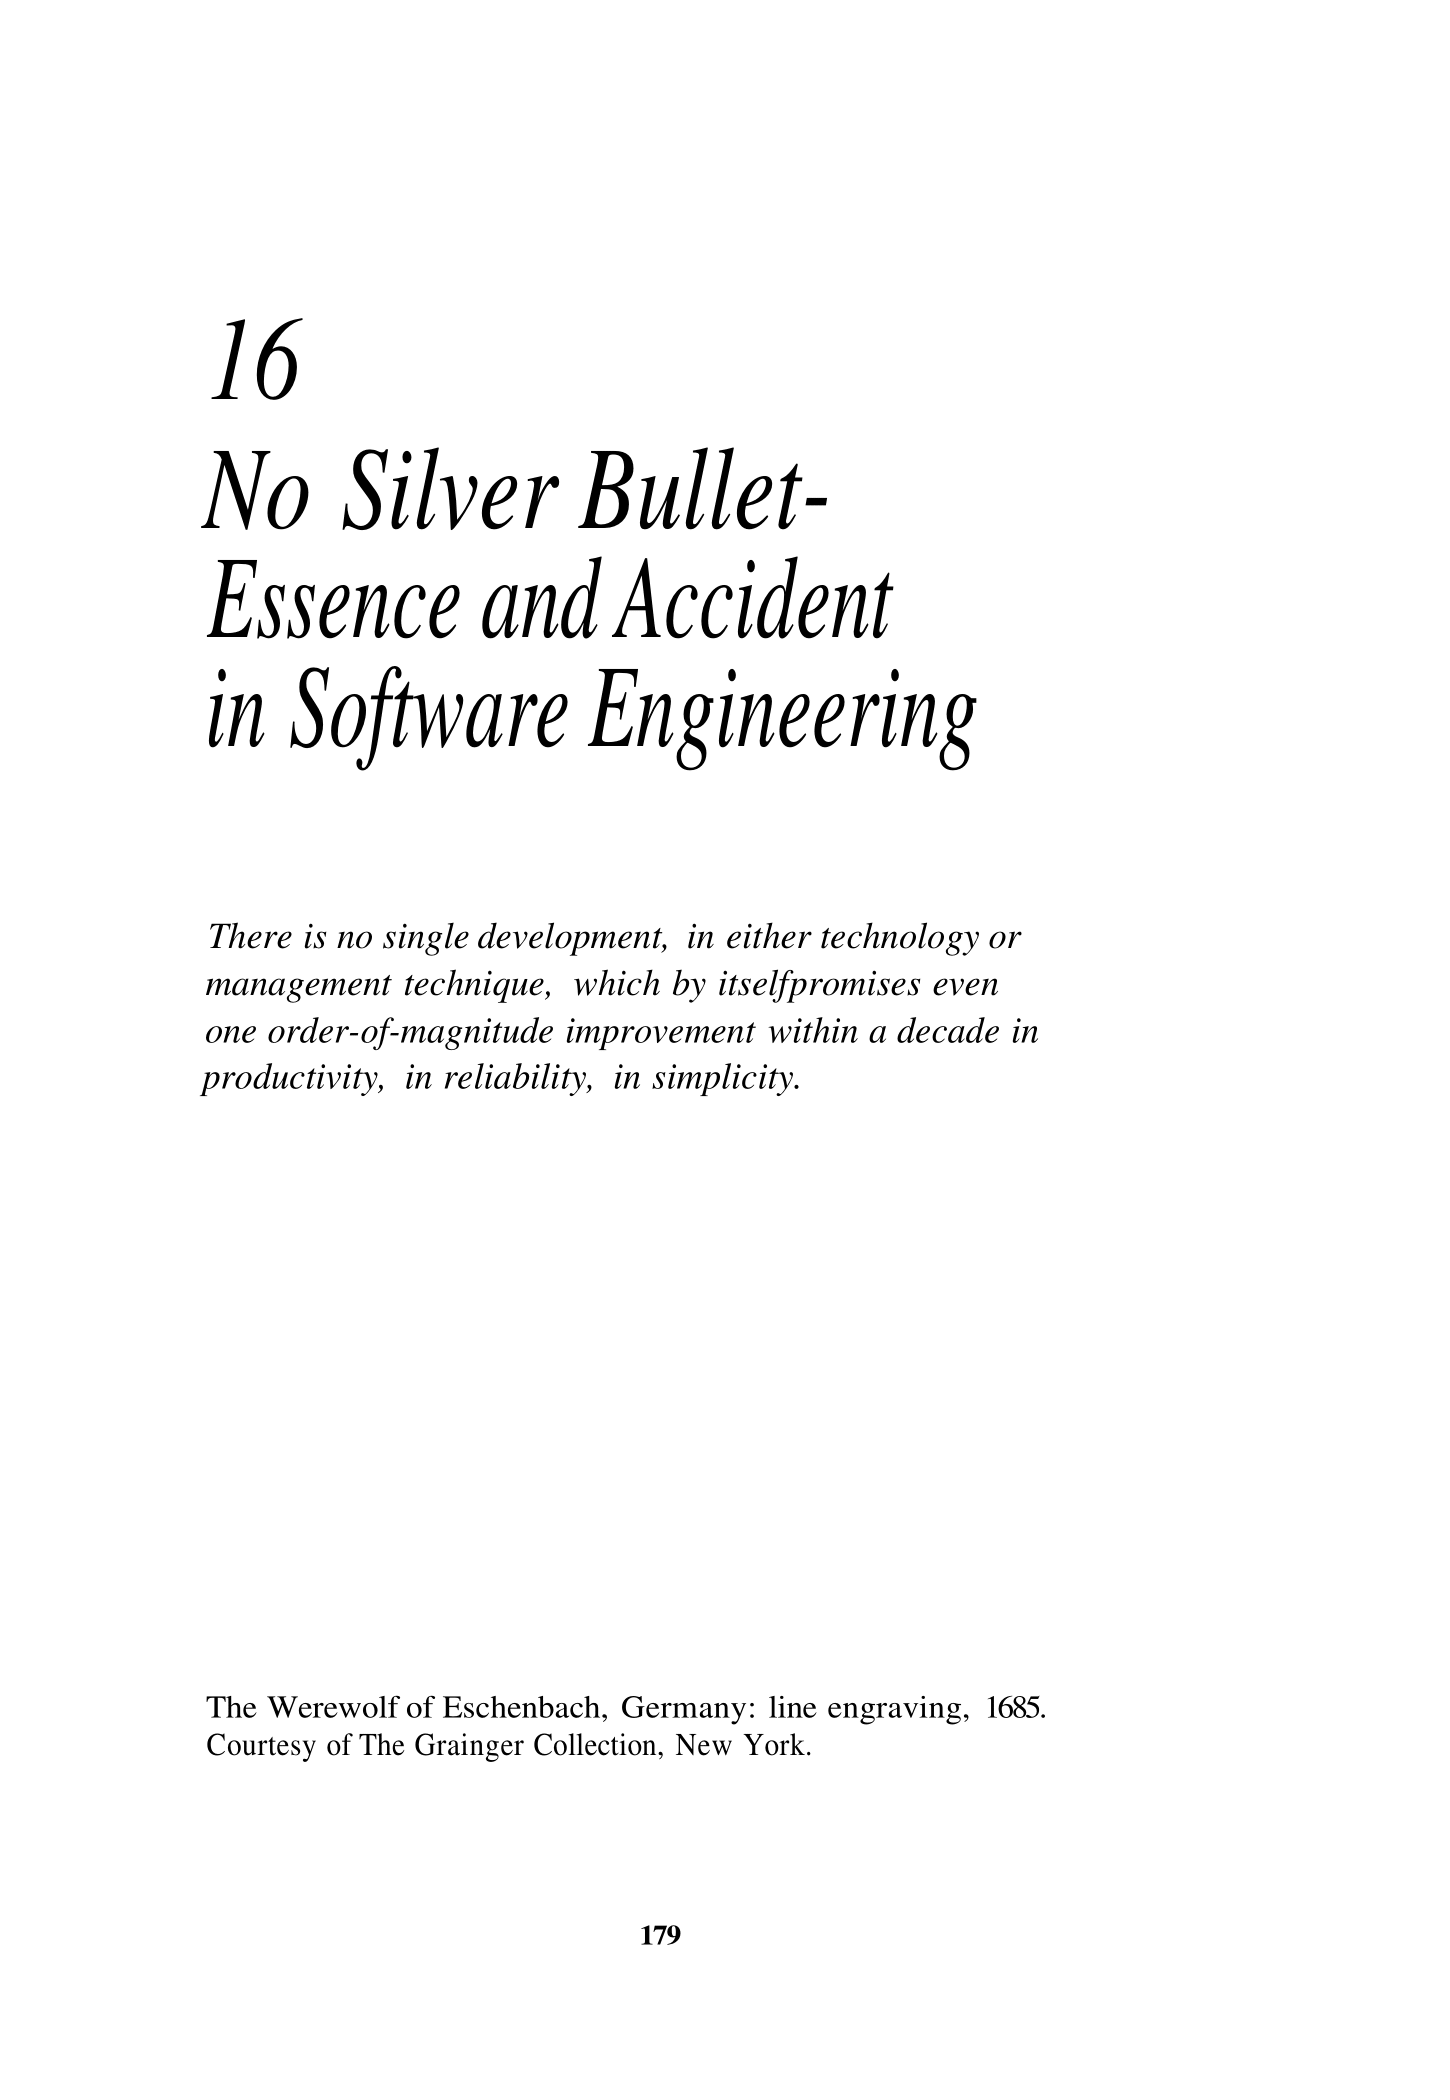 16
No Silver Bullet-
Essence and Accident
in Software Engineering
There is no single development, in either technology or
management technique, which by itselfpromises even
one order-of-magnitude improvement within a decade in
productivity, in reliability, in simplicity.
The Werewolf of Eschenbach, Germany: line engraving, 1685.
Courtesy of The Grainger Collection, New York.
179